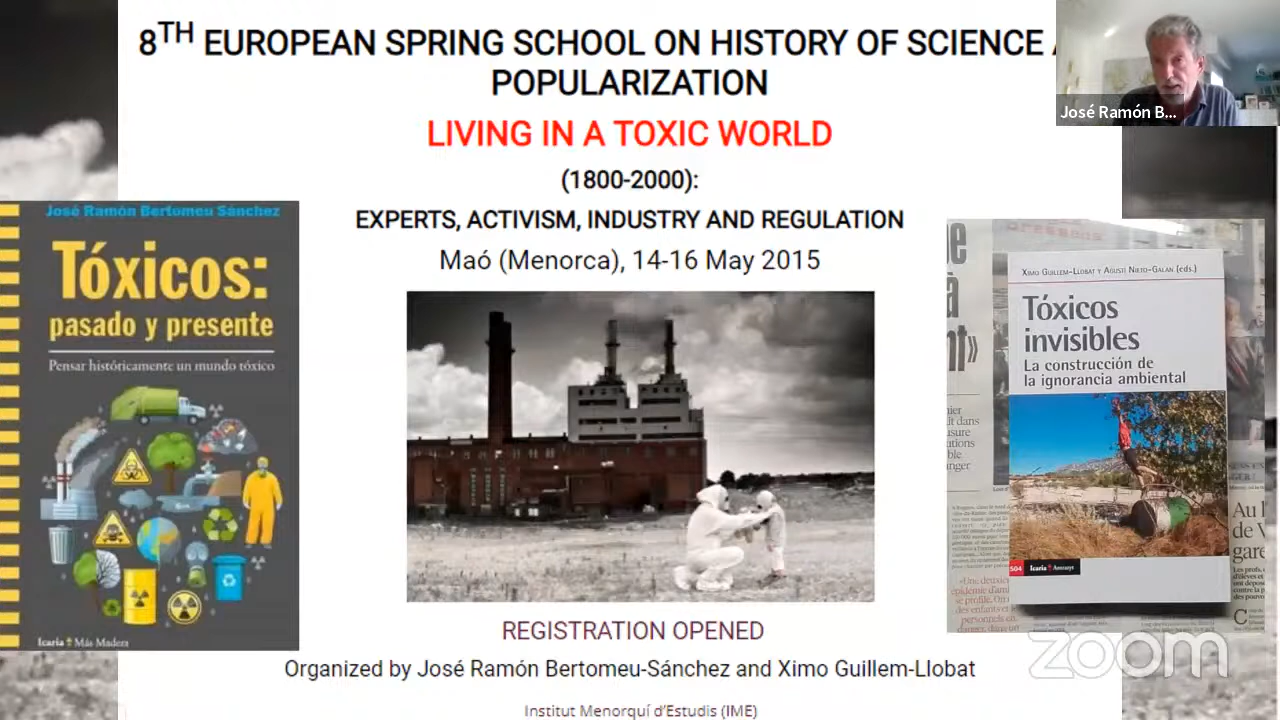 8TH EUROPEAN SPRING SCHOOL ON HISTORY OF SCIENCE
POPULARIZATION
LIVING IN A TOXIC WORLD
(1800-2000):
EXPERTS, ACTIVISM, INDUSTRY AND REGULATION
Maó (Menorca), 14-16 May 2015
REGISTRATION OPENED
Organized by José Ramón Bertomeu-Sánchez and Ximo Guillem-Llobat
Institut Menorquí d'Estudis (IME)
José Ramón B...
José Ramón Bertomeu Sánchez
Tóxicos:
pasado y presente
Pensar históricamente un mundo tóxico
Icaria Más Madera
XIMO GUILLEM-LLOBAT Y AGUSTÍ NIETO-GALAN (eds.)
Tóxicos
invisibles
La construcción de
la ignorancia ambiental
504 Icaria Antrazyt
Au
de V
gare
zoom